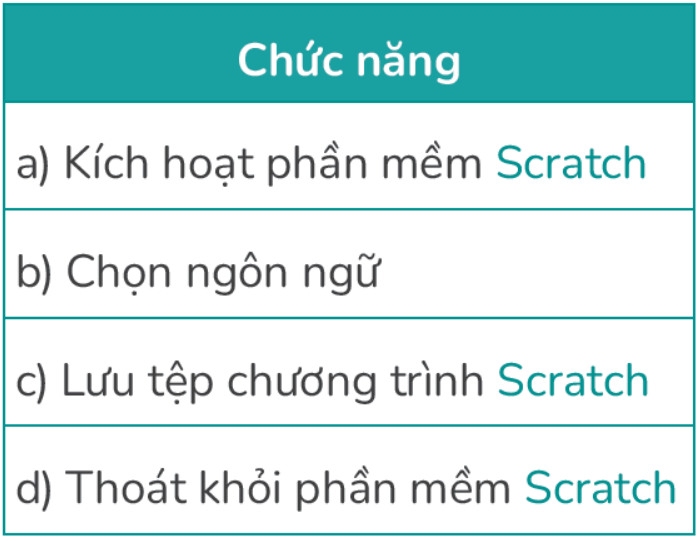 Chức năng
a) Kích hoạt phần mềm Scratch
b) Chọn ngôn ngữ
c) Lưu tệp chương trình Scratch
d) Thoát khỏi phần mềm Scratch